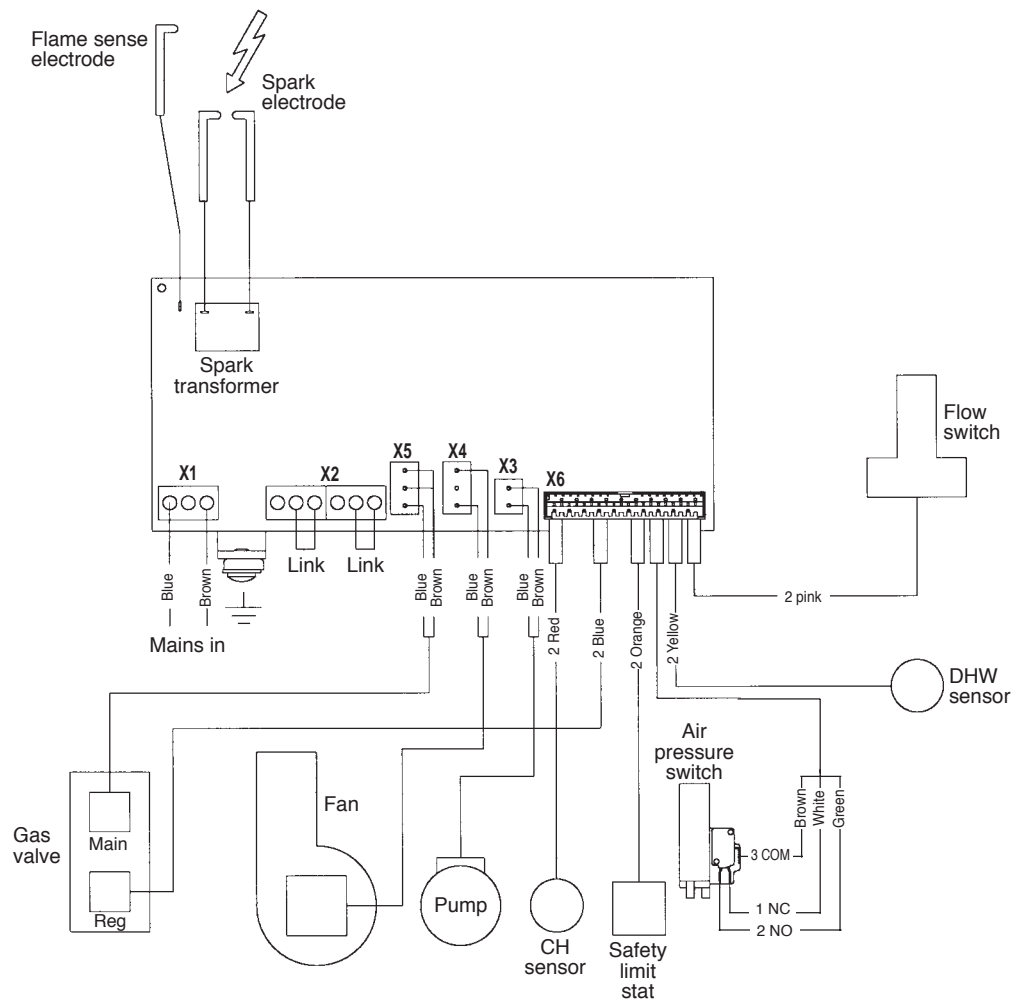 Flame sense
electrode
Spark
electrode
Spark
transformer
Flow
switch
X1
X2
X5
X4
X3
X6
Link
Link
Blue
Brown
Blue
Brown
Blue
Brown
Blue
Brown
Mains in
2 Red
2 Blue
2 Orange
2 Yellow
2 pink
DHW
sensor
Air
pressure
switch
Brown
White
Green
3 COM
1 NC
2 NO
Gas
valve
Main
Reg
Fan
Pump
CH
sensor
Safety
limit
stat